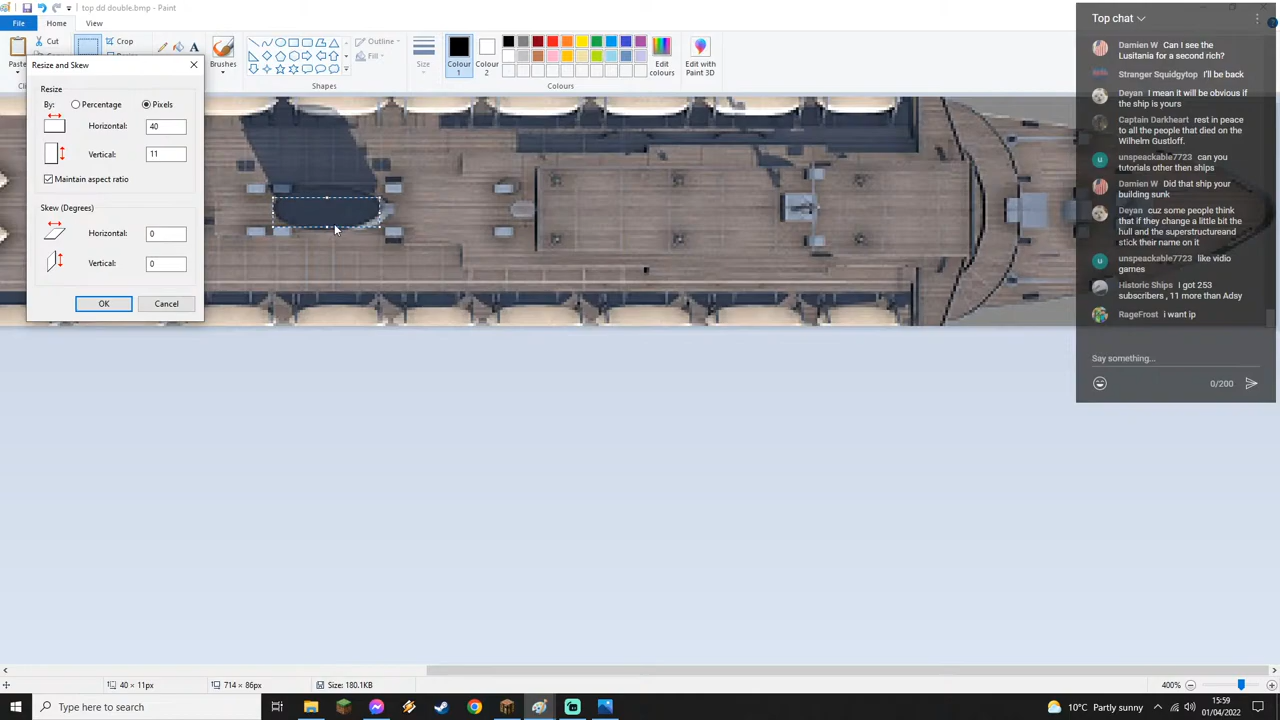 top dd double.bmp - Paint
File
Home
View
Cut
Crop
Paste
Brushes
Shapes
Outline
Fill
Size
Colour
1
Colour
2
Edit
colours
Edit with
Paint 3D
Colours
Resize and Skew
Resize
By:
Percentage
Pixels
Horizontal:
40
Vertical:
11
Maintain aspect ratio
Skew (Degrees)
Horizontal:
0
Vertical:
0
OK
Cancel
Top chat
Damien W Can I see the
Lusitania for a second rich?
Stranger Squidgytop I'll be back
Deyan I mean it will be obvious if
the ship is yours
Captain Darkheart rest in peace
to all the people that died on the
Wilhelm Gustloff.
unspeackable7723 can you
tutorials other then ships
Damien W Did that ship your
building sunk
Deyan cuz some people think
that if they change a little bit the
hull and the superstructureand
stick their name on it
unspeackable7723 like vidio
games
Historic Ships I got 253
subscribers , 11 more than Adsy
RageFrost i want ip
Say something...
0/200
40 × 11px
714 × 86px
Size: 180.1KB
400%
Type here to search
10°C Partly sunny
15:59
01/04/2022